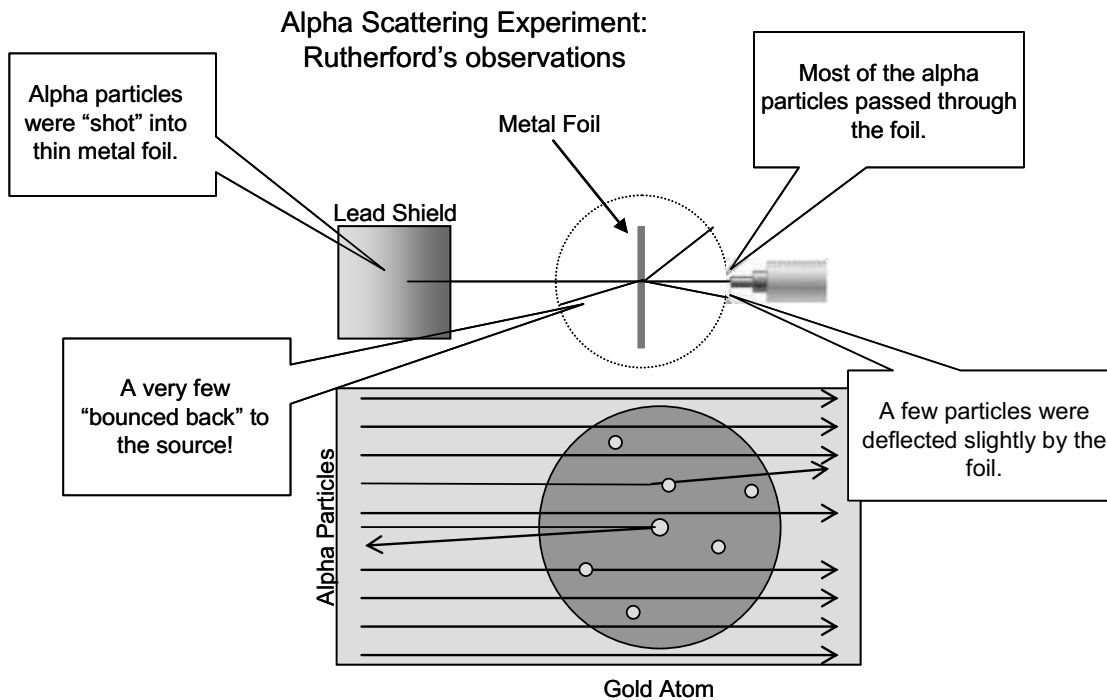 Alpha Scattering Experiment:
Rutherford’s observations
Alpha particles
were “shot” into
thin metal foil.
Metal Foil
Most of the alpha
particles passed through
the foil.
Lead Shield
A very few
“bounced back” to
the source!
A few particles were
deflected slightly by the
foil.
Alpha Particles
Gold Atom